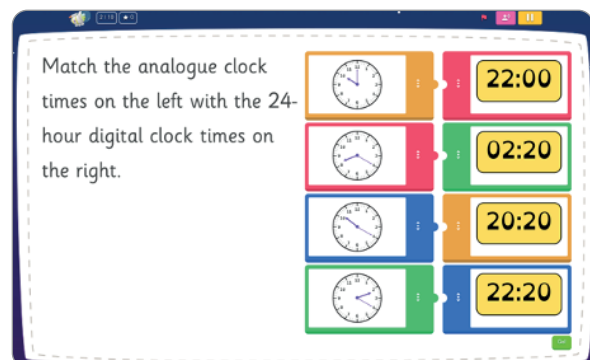 Match the analogue clock
times on the left with the 24-
hour digital clock times on
the right.
22:00
02:20
20:20
22:20